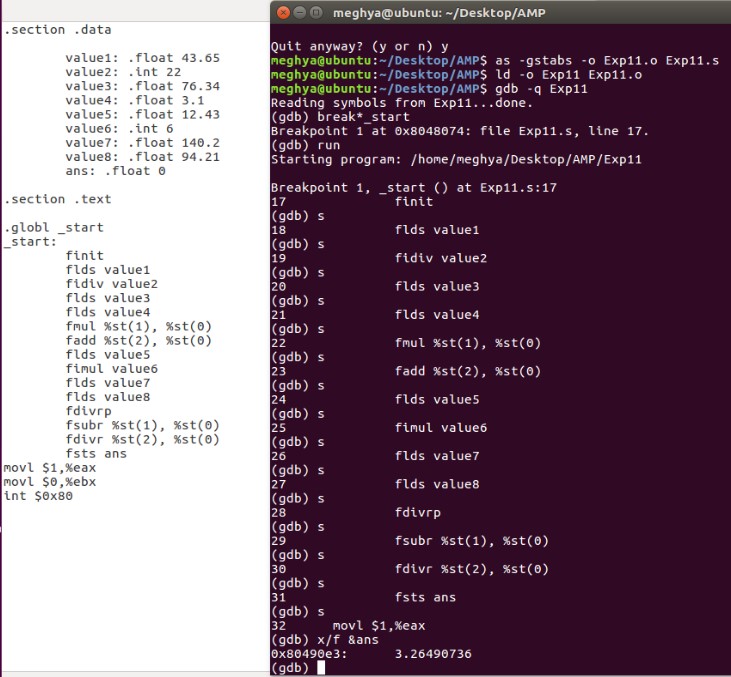 .section .data
value1: .float 43.65
value2: .int 22
value3: .float 76.34
value4: .float 3.1
value5: .float 12.43
value6: .int 6
value7: .float 140.2
value8: .float 94.21
ans: .float 0
.section .text
.globl _start
_start:
finit
flds value1
fidiv value2
flds value3
flds value4
fmul %st(1), %st(0)
fadd %st(2), %st(0)
flds value5
fimul value6
flds value7
flds value8
fdivrp
fsubr %st(1), %st(0)
fdivr %st(2), %st(0)
fsts ans
movl $1,%eax
movl $0,%ebx
int $0x80
meghya@ubuntu: ~/Desktop/AMP
Quit anyway? (y or n) y
meghya@ubuntu:~/Desktop/AMP$ as -gstabs -o Exp11.o Exp11.s
meghya@ubuntu:~/Desktop/AMP$ ld -o Exp11 Exp11.o
meghya@ubuntu:~/Desktop/AMP$ gdb -q Exp11
Reading symbols from Exp11...done.
(gdb) break*_start
Breakpoint 1 at 0x8048074: file Exp11.s, line 17.
(gdb) run
Starting program: /home/meghya/Desktop/AMP/Exp11
Breakpoint 1, _start () at Exp11.s:17
17 finit
(gdb) s
18 flds value1
(gdb) s
19 fidiv value2
(gdb) s
20 flds value3
(gdb) s
21 flds value4
(gdb) s
22 fmul %st(1), %st(0)
(gdb) s
23 fadd %st(2), %st(0)
(gdb) s
24 flds value5
(gdb) s
25 fimul value6
(gdb) s
26 flds value7
(gdb) s
27 flds value8
(gdb) s
28 fdivrp
(gdb) s
29 fsubr %st(1), %st(0)
(gdb) s
30 fdivr %st(2), %st(0)
(gdb) s
31 fsts ans
(gdb) s
32 movl $1,%eax
(gdb) x/f &ans
0x80490e3: 3.26490736
(gdb)